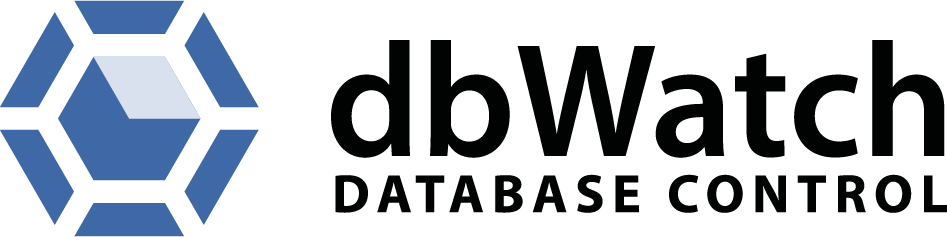 dbWatch
DATABASE CONTROL